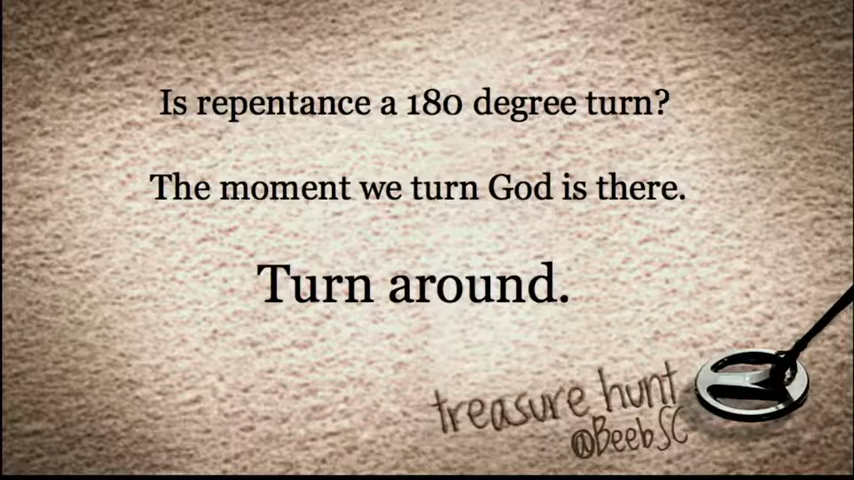 Is repentance a 180 degree turn?
The moment we turn God is there.
Turn around.
treasure hunt
@BeebSC